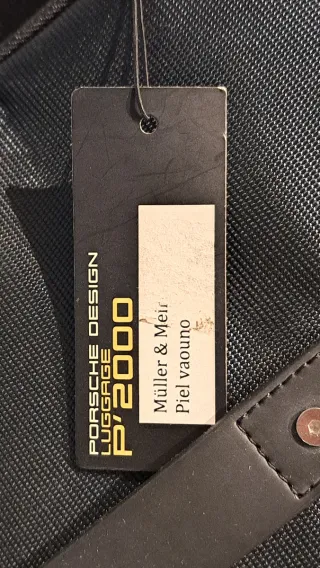 PORSCHE DESIGN
LUGGAGE
P'2000
Müller & Meir
Piel vaouno